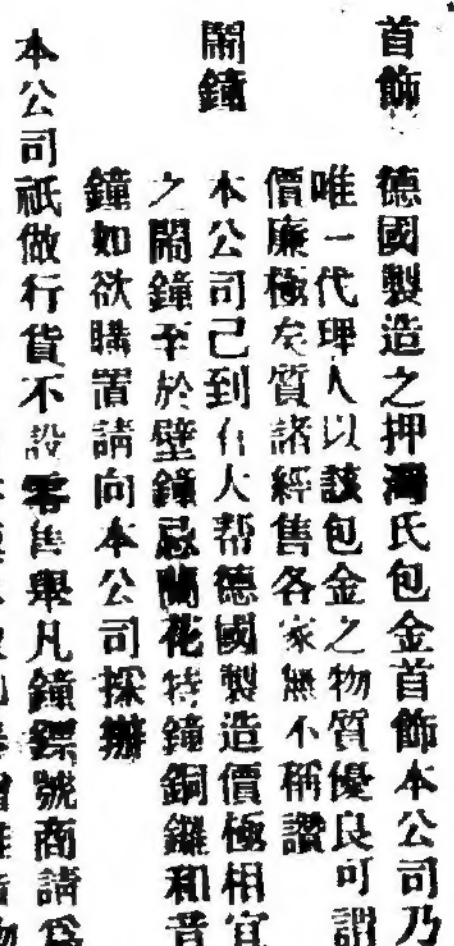 首飾 德國製造之押灣氏包金首飾本公司乃
唯一代理人以該包金之物質優良可謂
價廉極矣質諸經售各家無不稱讚
鬧鐘 本公司已到有大帮德國製造價極相宜
之鬧鐘至於壁鐘忌蘭花特鐘銅鑼和音
鐘如欲購置請向本公司採辦
本公司祇做行貨不設零售舉凡鐘鏢號商請為